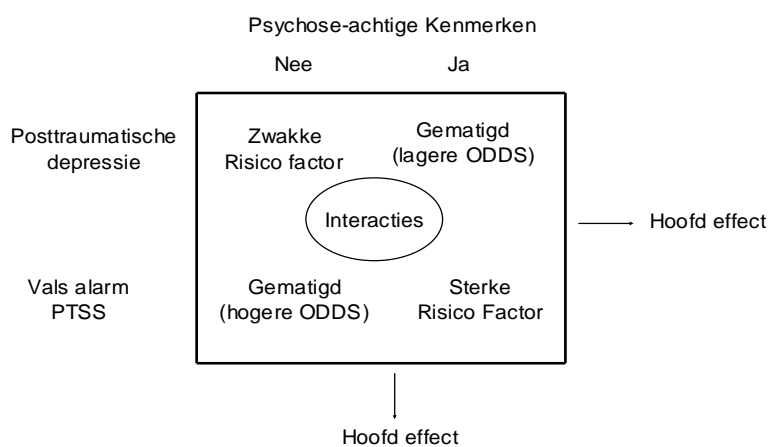 Psychose-achtige Kenmerken
Nee Ja
Posttraumatische
depressie
Zwakke
Risico factor
Gematigd
(lagere ODDS)
Interacties
Hoofd effect
Vals alarm
PTSS
Gematigd
(hogere ODDS)
Sterke
Risico Factor
Hoofd effect